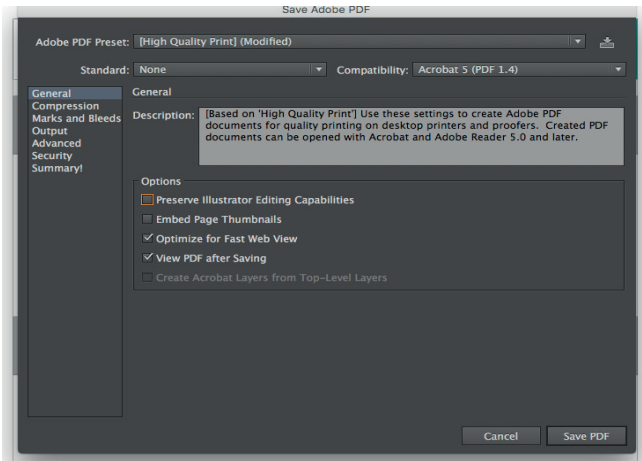 Save Adobe PDF
Adobe PDF Preset: [High Quality Print] (Modified)
Standard: None Compatibility: Acrobat 5 (PDF 1.4)
General
Compression
Marks and Bleeds
Output
Advanced
Security
Summary!
General
Description: [Based on 'High Quality Print'] Use these settings to create Adobe PDF
documents for quality printing on desktop printers and proofers. Created PDF
documents can be opened with Acrobat and Adobe Reader 5.0 and later.
Options
Preserve Illustrator Editing Capabilities
Embed Page Thumbnails
Optimize for Fast Web View
View PDF after Saving
Create Acrobat Layers from Top-Level Layers
Cancel Save PDF